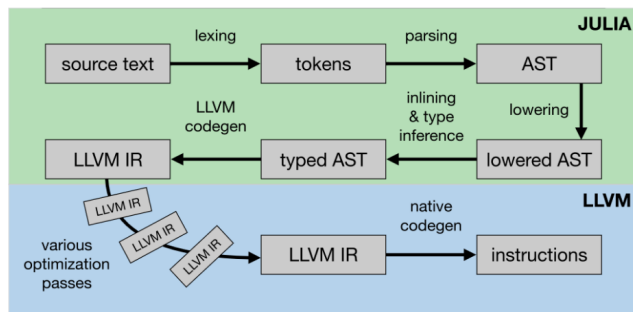 JULIA
lexing
parsing
source text
tokens
AST
LLVM
codegen
inlining
& type
inference
lowering
LLVM IR
typed AST
lowered AST
LLVM
LLVM IR
LLVM IR
LLVM IR
various
optimization
passes
native
codegen
LLVM IR
instructions